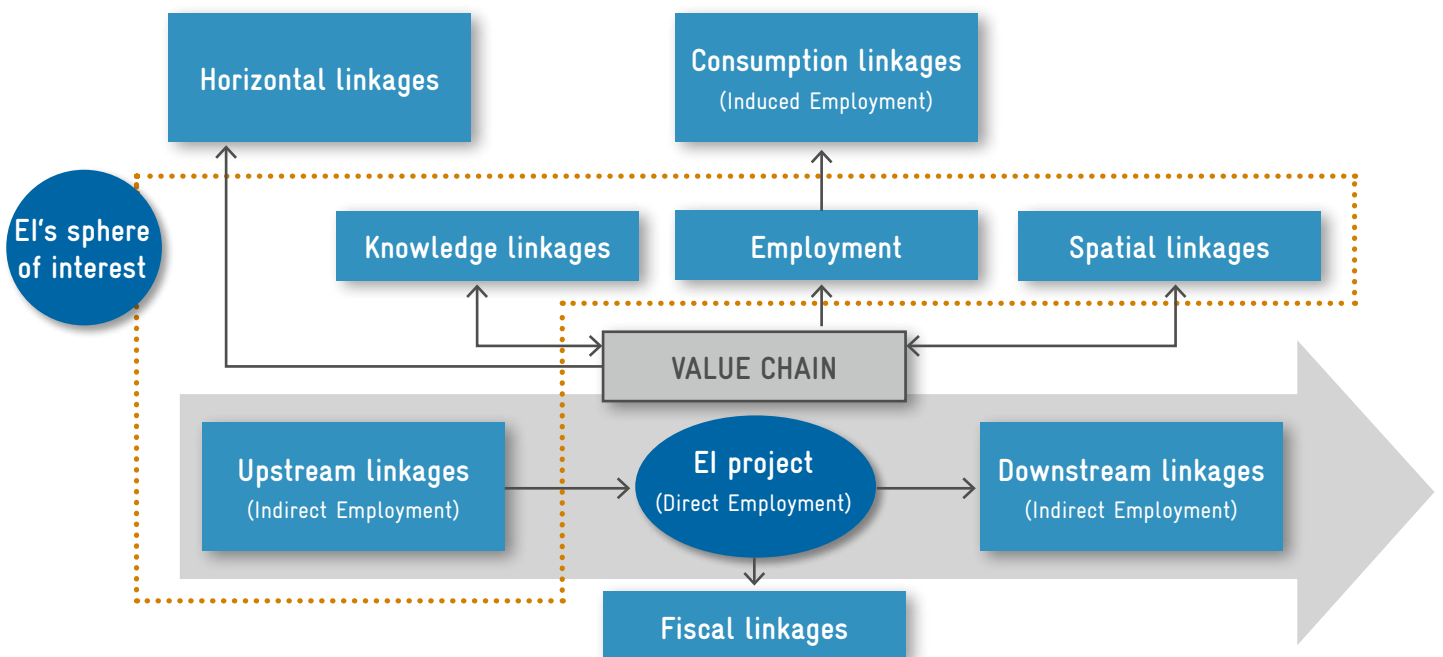 Horizontal linkages
Consumption linkages
(Induced Employment)
EI‘s sphere
of interest
Knowledge linkages
Employment
Spatial linkages
VALUE CHAIN
Upstream linkages
(Indirect Employment)
EI project
(Direct Employment)
Downstream linkages
(Indirect Employment)
Fiscal linkages